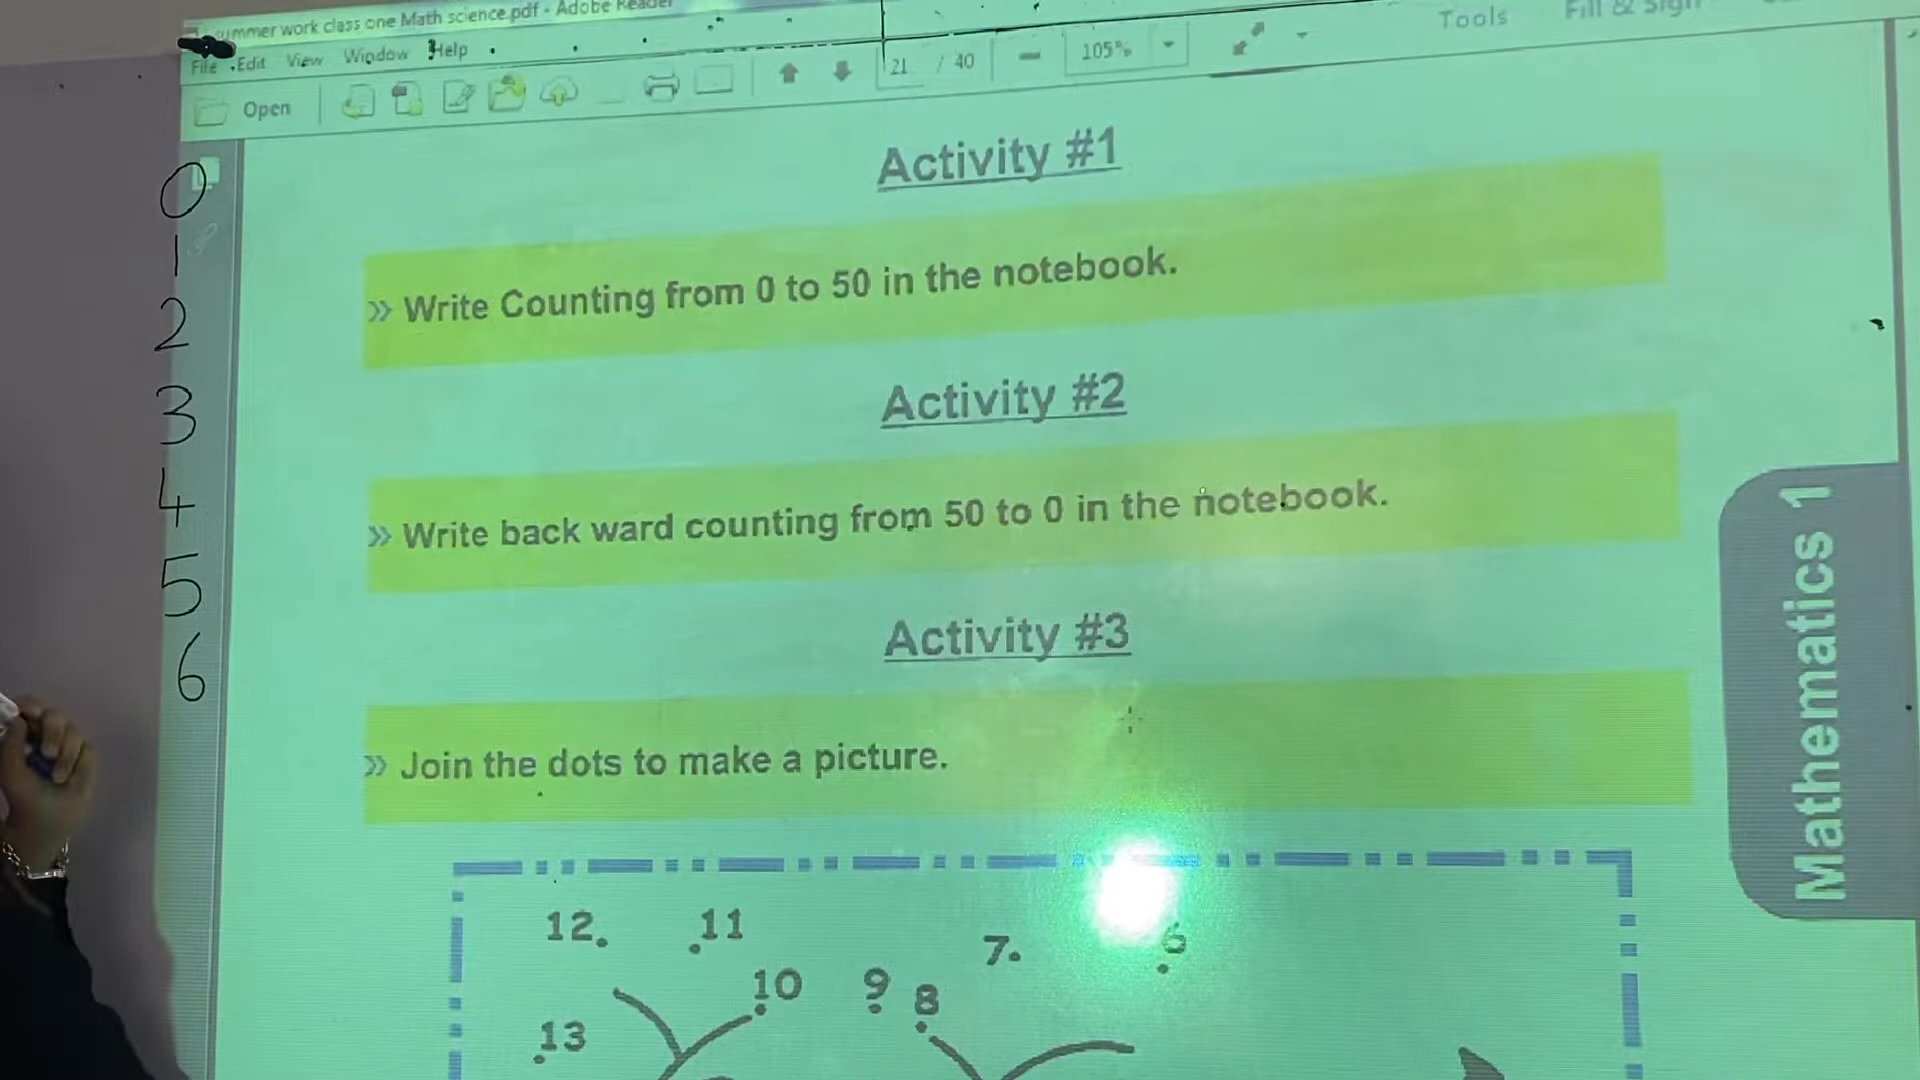 ummer work class one Math science.pdf - Adobe Reader
File Edit View Window Help
Open
21 / 40
105%
Tools
Fill & Sign
Activity #1
» Write Counting from 0 to 50 in the notebook.
Activity #2
» Write back ward counting from 50 to 0 in the notebook.
Activity #3
» Join the dots to make a picture.
0
1
2
3
4
5
6
Mathematics 1
12. 11
7. 6
10 9 8
13